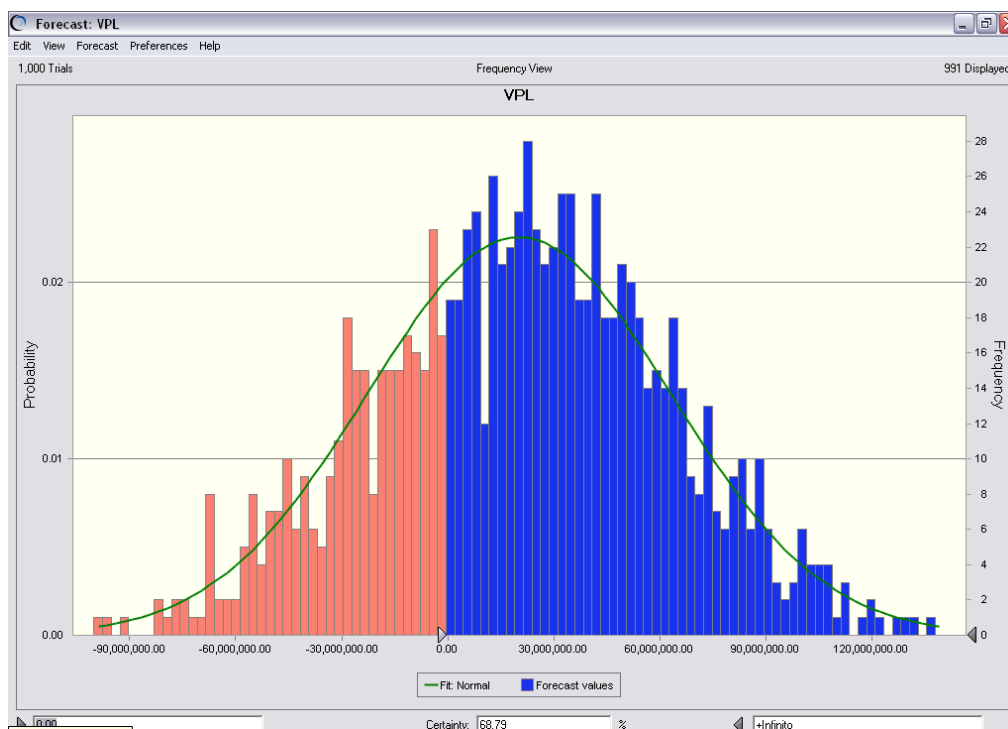 Forecast: VPL
Edit View Forecast Preferences Help
1,000 Trials Frequency View 991 Displayed
VPL
Probability
0.02
0.01
0.00
Frequency
28
26
24
22
20
18
16
14
12
10
8
6
4
2
0
-90,000,000.00 -60,000,000.00 -30,000,000.00 0.00 30,000,000.00 60,000,000.00 90,000,000.00 120,000,000.00
Fit: Normal Forecast values
0.00 Certainty: 68.79 % +Infinito